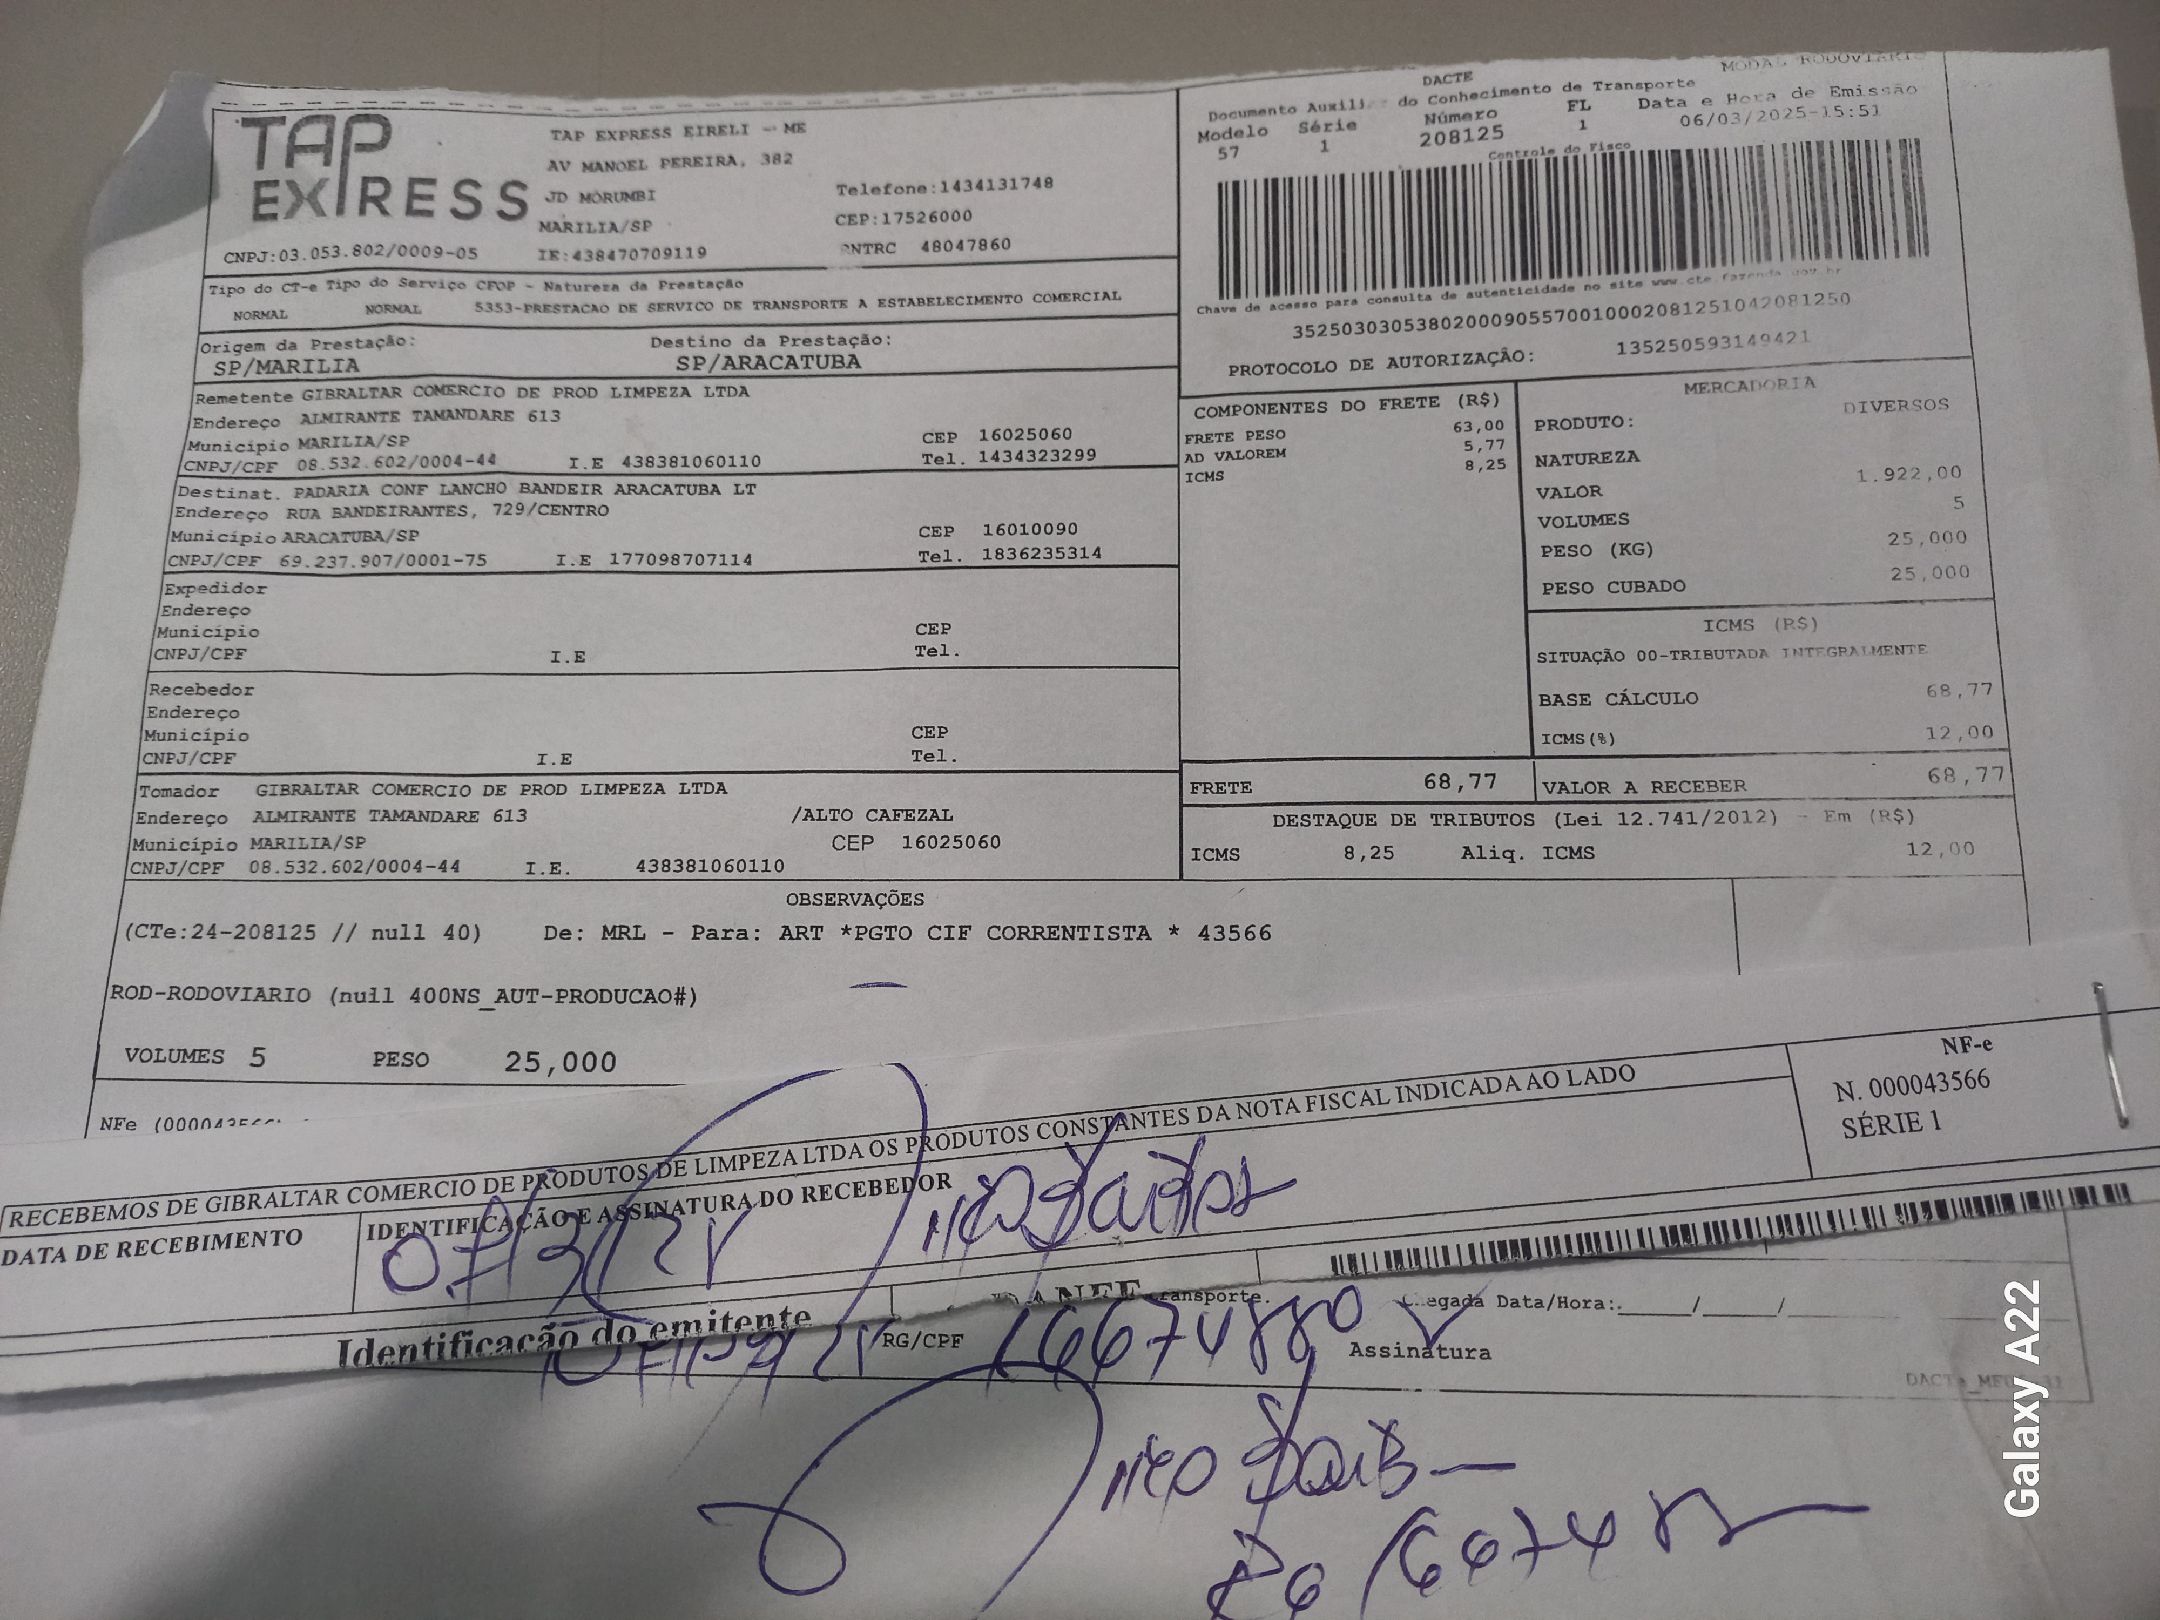 TAP EXPRESS
TAP EXPRESS EIRELI - ME
AV MANOEL PEREIRA, 382
JD MORUMBI Telefone:1434131748
MARILIA/SP CEP:17526000
CNPJ:03.053.802/0009-05 IE:438470709119 RNTRC 48047860
MODAL RODOVIARIO
DACTE
Documento Auxiliar do Conhecimento de Transporte
Modelo Série Número FL Data e Hora de Emissão
57 1 208125 1 06/03/2025-15:51
Controle do Fisco
Chave de acesso para consulta de autenticidade no site www.cte.fazenda.gov.br
35250303053802000905570010002081251042081250
PROTOCOLO DE AUTORIZAÇÃO: 135250593149421
Tipo do CT-e Tipo do Serviço CFOP - Natureza da Prestação
NORMAL NORMAL 5353-PRESTACAO DE SERVICO DE TRANSPORTE A ESTABELECIMENTO COMERCIAL
Origem da Prestação: Destino da Prestação:
SP/MARILIA SP/ARACATUBA
Remetente GIBRALTAR COMERCIO DE PROD LIMPEZA LTDA
Endereço ALMIRANTE TAMANDARE 613
Município MARILIA/SP CEP 16025060
CNPJ/CPF 08.532.602/0004-44 I.E 438381060110 Tel. 1434323299
Destinat. PADARIA CONF LANCHO BANDEIR ARACATUBA LT
Endereço RUA BANDEIRANTES, 729/CENTRO
Município ARACATUBA/SP CEP 16010090
CNPJ/CPF 69.237.907/0001-75 I.E 177098707114 Tel. 1836235314
Expedidor
Endereço
Município CEP
CNPJ/CPF I.E Tel.
Recebedor
Endereço
Município CEP
CNPJ/CPF I.E Tel.
Tomador GIBRALTAR COMERCIO DE PROD LIMPEZA LTDA
Endereço ALMIRANTE TAMANDARE 613 /ALTO CAFEZAL
Município MARILIA/SP CEP 16025060
CNPJ/CPF 08.532.602/0004-44 I.E. 438381060110
COMPONENTES DO FRETE (R$)
FRETE PESO 63,00
AD VALOREM 5,77
ICMS 8,25
MERCADORIA
PRODUTO: DIVERSOS
NATUREZA
VALOR 1.922,00
VOLUMES 5
PESO (KG) 25,000
PESO CUBADO 25,000
ICMS (R$)
SITUAÇÃO 00-TRIBUTADA INTEGRALMENTE
BASE CÁLCULO 68,77
ICMS(%) 12,00
FRETE 68,77 VALOR A RECEBER 68,77
DESTAQUE DE TRIBUTOS (Lei 12.741/2012) - Em (R$)
ICMS 8,25 Aliq. ICMS 12,00
OBSERVAÇÕES
(CTe:24-208125 // null 40) De: MRL - Para: ART *PGTO CIF CORRENTISTA * 43566
ROD-RODOVIARIO (null 400NS_AUT-PRODUCAO#)
VOLUMES 5 PESO 25,000
NFe (000043566
RECEBEMOS DE GIBRALTAR COMERCIO DE PRODUTOS DE LIMPEZA LTDA OS PRODUTOS CONSTANTES DA NOTA FISCAL INDICADA AO LADO
NF-e
N. 000043566
SÉRIE 1
DATA DE RECEBIMENTO
IDENTIFICAÇÃO E ASSINATURA DO RECEBEDOR
Identificação do emitente
DANFE
transporte.
Chegada Data/Hora:. / /
RG/CPF
Assinatura
Galaxy A22